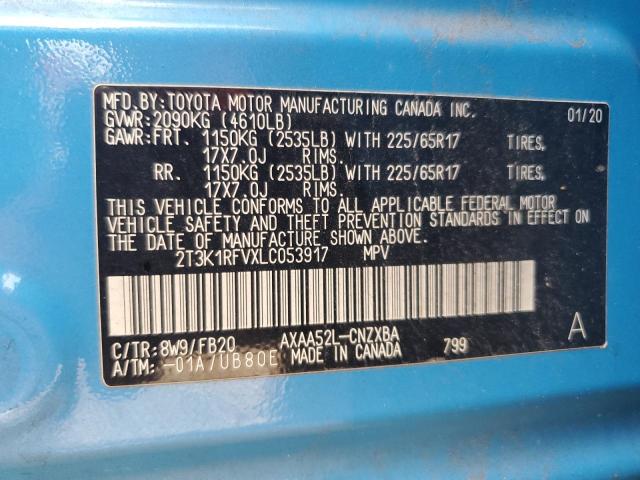 MFD. BY: TOYOTA MOTOR MANUFACTURING CANADA INC. 01/20
GVWR: 2090KG (4610LB)
GAWR: FRT. 1150KG (2535LB) WITH 225/65R17 TIRES,
17X7.0J RIMS.
RR. 1150KG (2535LB) WITH 225/65R17 TIRES,
17X7.0J RIMS.
THIS VEHICLE CONFORMS TO ALL APPLICABLE FEDERAL MOTOR
VEHICLE SAFETY AND THEFT PREVENTION STANDARDS IN EFFECT ON
THE DATE OF MANUFACTURE SHOWN ABOVE.
2T3K1RFVXLC053917 MPV
C/TR: 8W9/FB20 AXAA52L-CNZXBA A
A/TM: -01A/UB80E MADE IN CANADA 799